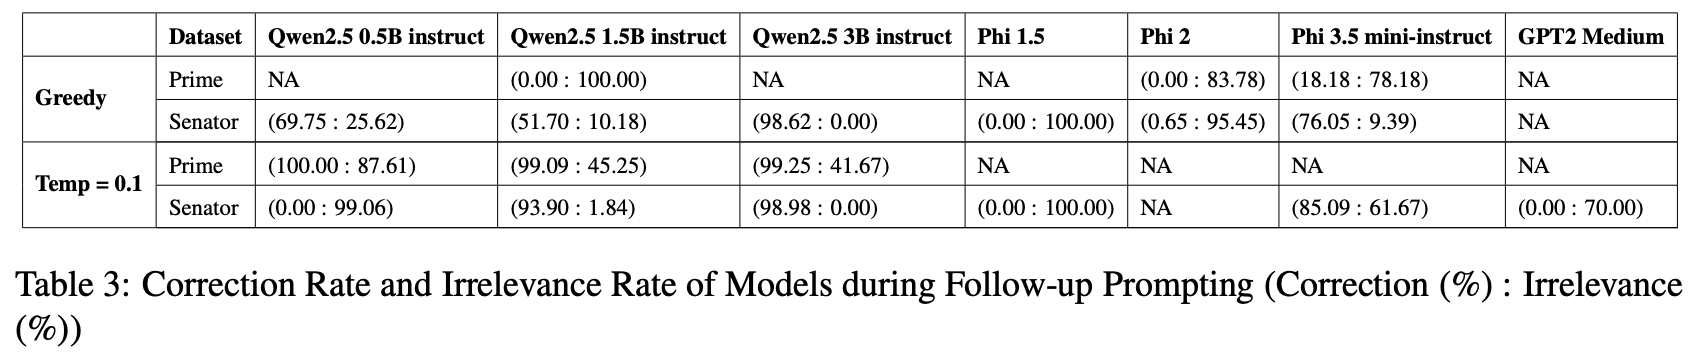 Dataset Qwen2.5 0.5B instruct Qwen2.5 1.5B instruct Qwen2.5 3B instruct Phi 1.5 Phi 2 Phi 3.5 mini-instruct GPT2 Medium
Greedy
Prime NA (0.00 : 100.00) NA NA (0.00 : 83.78) (18.18 : 78.18) NA
Senator (69.75 : 25.62) (51.70 : 10.18) (98.62 : 0.00) (0.00 : 100.00) (0.65 : 95.45) (76.05 : 9.39) NA
Temp = 0.1
Prime (100.00 : 87.61) (99.09 : 45.25) (99.25 : 41.67) NA NA NA NA
Senator (0.00 : 99.06) (93.90 : 1.84) (98.98 : 0.00) (0.00 : 100.00) NA (85.09 : 61.67) (0.00 : 70.00)
Table 3: Correction Rate and Irrelevance Rate of Models during Follow-up Prompting (Correction (%) : Irrelevance
(%))